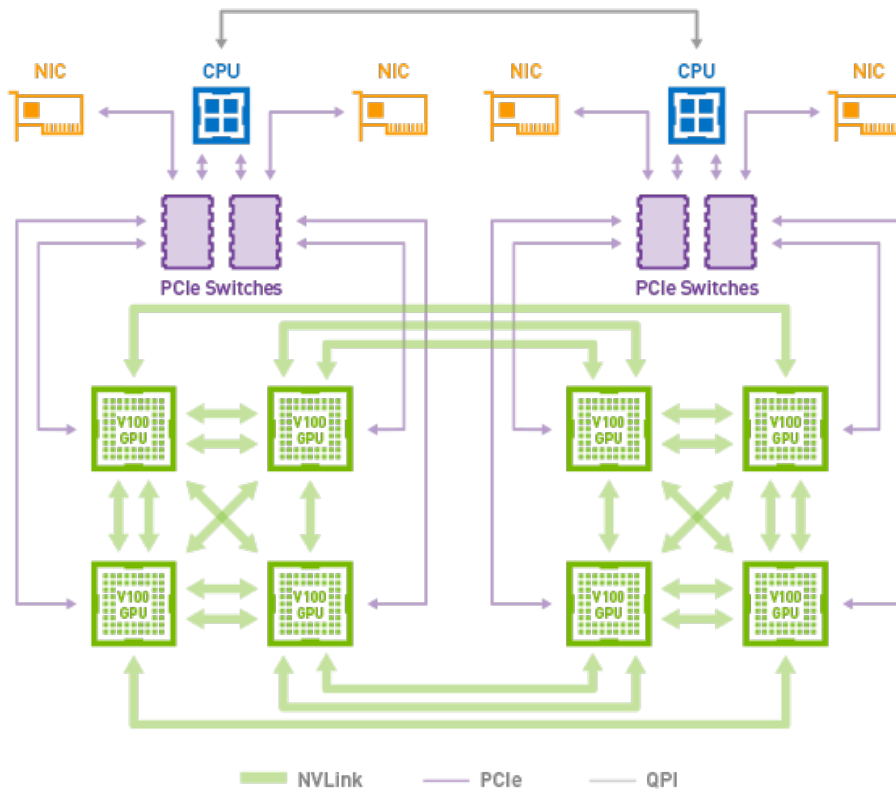 NIC
CPU
NIC
NIC
CPU
NIC
PCIe Switches
PCIe Switches
V100
GPU
V100
GPU
V100
GPU
V100
GPU
V100
GPU
V100
GPU
V100
GPU
V100
GPU
NVLink
PCIe
QPI